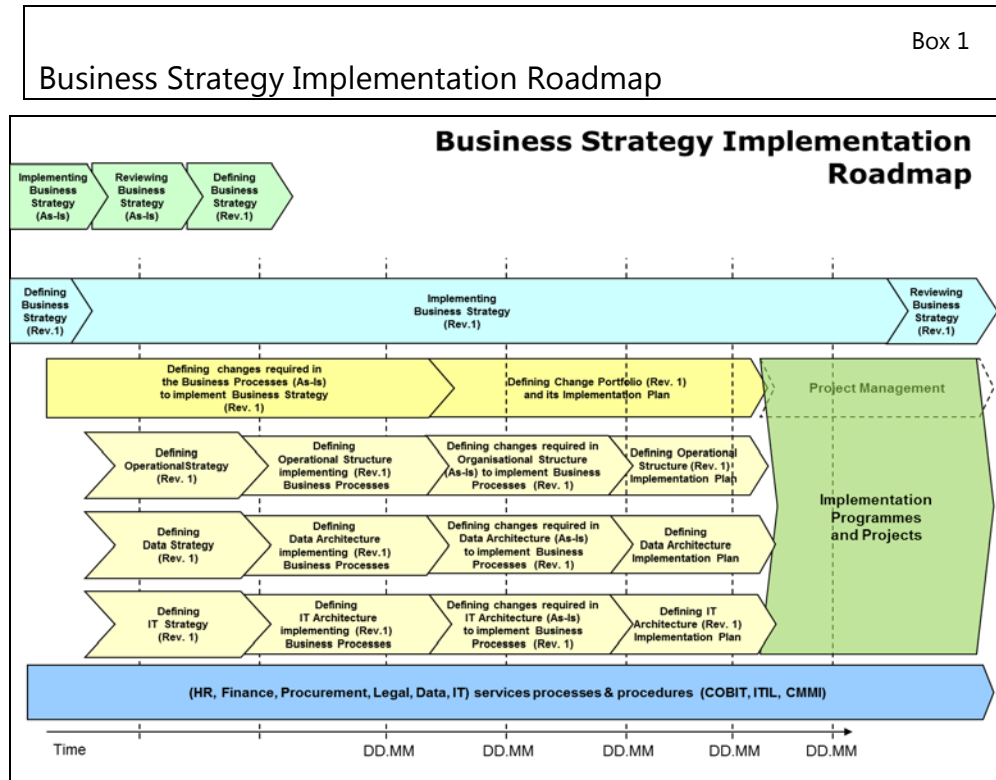 Box 1
Business Strategy Implementation Roadmap
Business Strategy Implementation
Roadmap
Implementing
Business
Strategy
(As-Is)
Reviewing
Business
Strategy
(As-Is)
Defining
Business
Strategy
(Rev.1)
Defining
Business
Strategy
(Rev.1)
Implementing
Business Strategy
(Rev.1)
Reviewing
Business
Strategy
(Rev.1)
Defining changes required in
the Business Processes (As-Is)
to implement Business Strategy
(Rev. 1)
Defining Change Portfolio (Rev. 1)
and its Implementation Plan
Project Management
Defining
OperationalStrategy
(Rev. 1)
Defining
Operational Structure
implementing (Rev.1)
Business Processes
Defining changes required in
Organisational Structure
(As-Is) to implement Business
Processes (Rev. 1)
Defining Operational
Structure (Rev. 1)
Implementation Plan
Implementation
Programmes
and Projects
Defining
Data Strategy
(Rev. 1)
Defining
Data Architecture
implementing (Rev.1)
Business Processes
Defining changes required in
Data Architecture (As-Is)
to implement Business
Processes (Rev. 1)
Defining
Data Architecture
Implementation Plan
Defining
IT Strategy
(Rev. 1)
Defining
IT Architecture
implementing (Rev.1)
Business Processes
Defining changes required in
IT Architecture (As-Is)
to implement Business
Processes (Rev. 1)
Defining IT
Architecture (Rev. 1)
Implementation Plan
(HR, Finance, Procurement, Legal, Data, IT) services processes & procedures (COBIT, ITIL, CMMI)
Time DD.MM DD.MM DD.MM DD.MM DD.MM